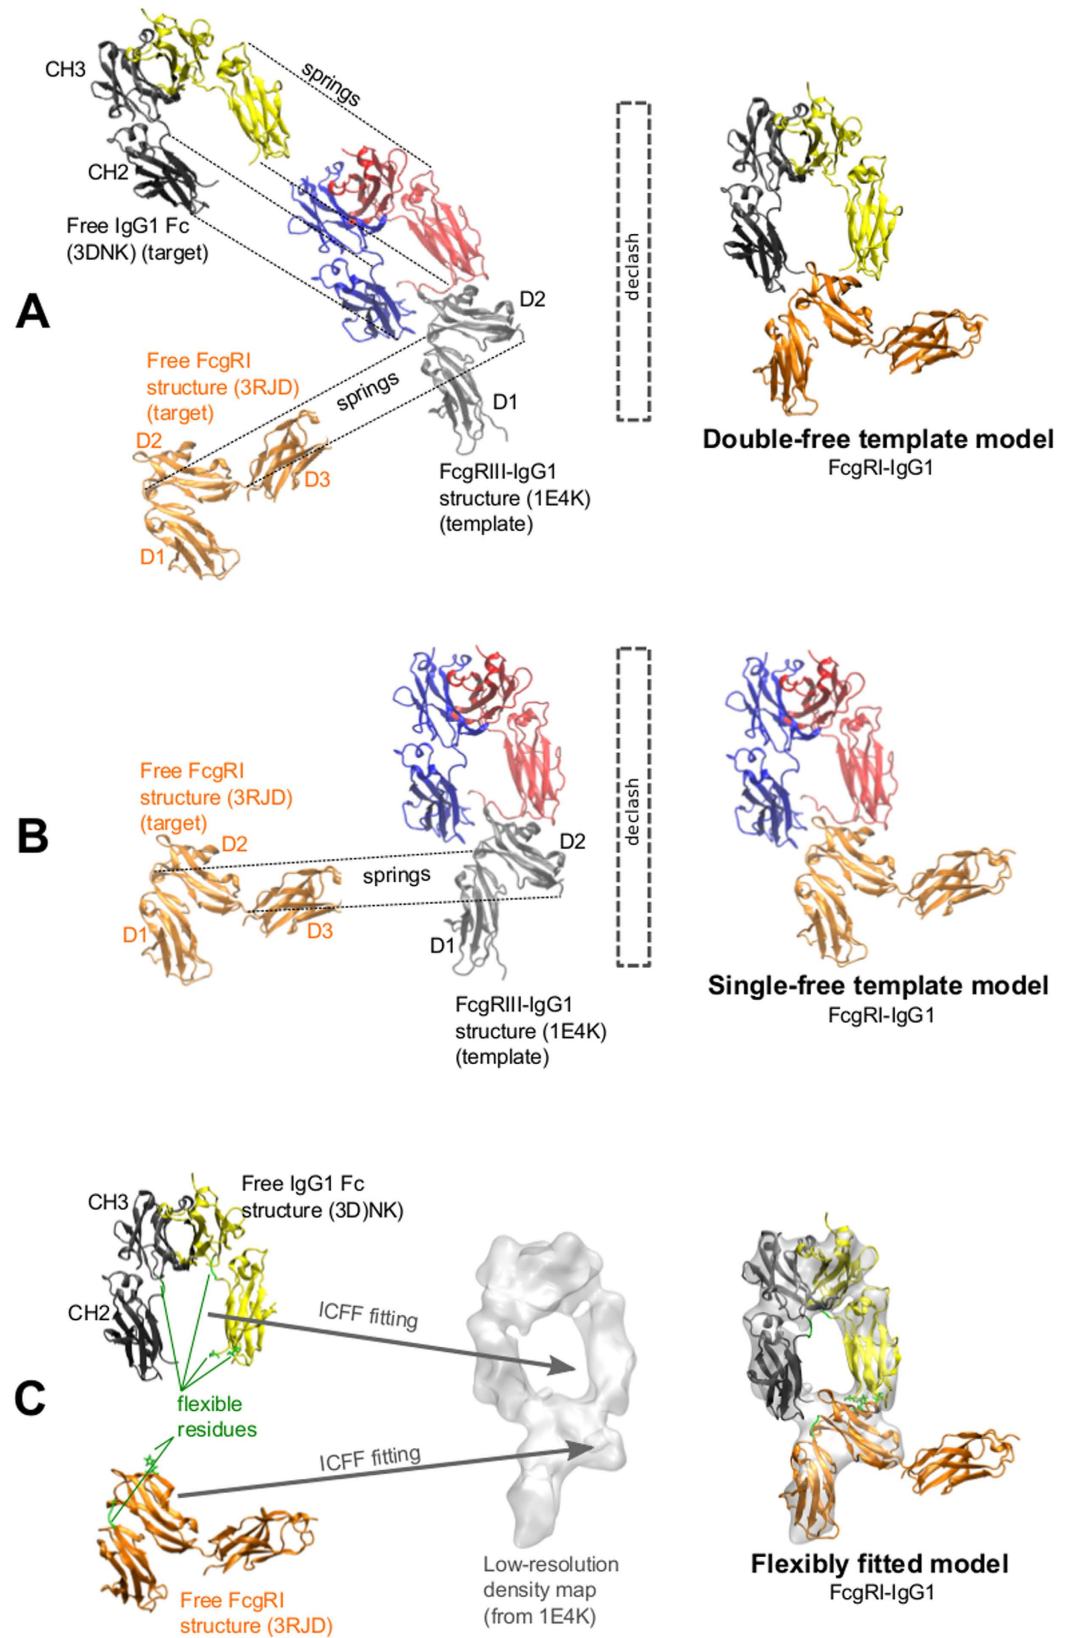 CH3
springs
CH2
Free IgG1 Fc
(3DNK) (target)
declash
A
D2
Free FcgRI
structure (3RJD)
(target)
springs
D1
D2
D3
D1
FcgRIII-IgG1
structure (1E4K)
(template)
Double-free template model
FcgRI-IgG1
Free FcgRI
structure (3RJD)
(target)
declash
B
D2
D2
springs
D1
D3
D1
Single-free template model
FcgRI-IgG1
FcgRIII-IgG1
structure (1E4K)
(template)
CH3
Free IgG1 Fc
structure (3D)NK)
CH2
ICFF fitting
C
flexible
residues
ICFF fitting
Low-resolution
density map
(from 1E4K)
Flexibly fitted model
FcgRI-IgG1
Free FcgRI
structure (3RJD)